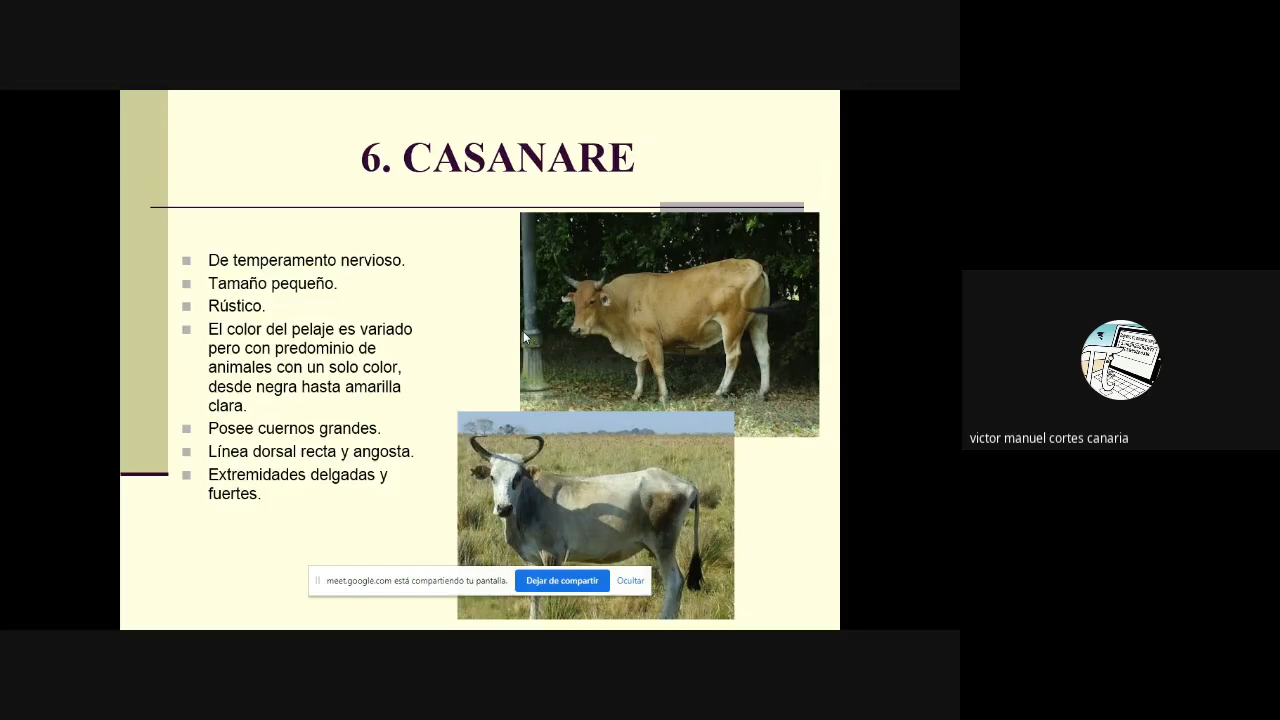 6. CASANARE
De temperamento nervioso.
Tamaño pequeño.
Rústico.
El color del pelaje es variado
pero con predominio de
animales con un solo color,
desde negra hasta amarilla
clara.
Posee cuernos grandes.
Línea dorsal recta y angosta.
Extremidades delgadas y
fuertes.
meet.google.com está compartiendo tu pantalla.
Dejar de compartir
Ocultar
victor manuel cortes canaria